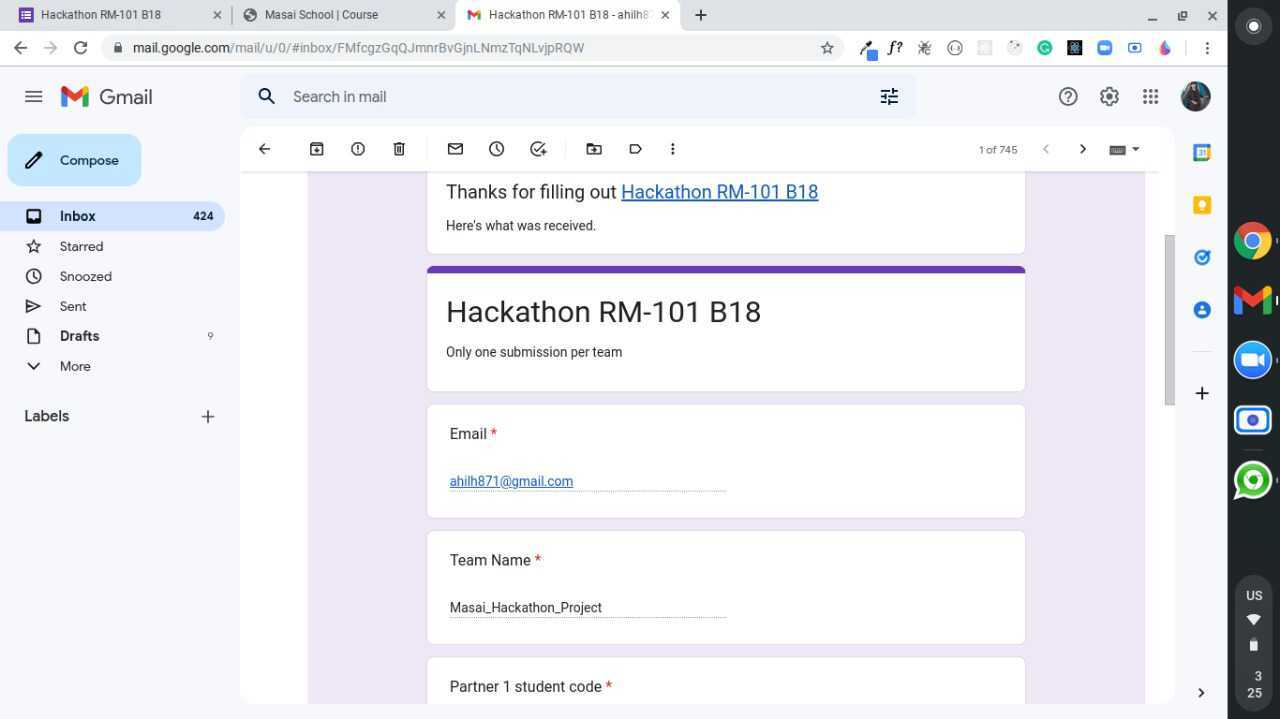 Hackathon RM-101 B18
Masai School | Course
Hackathon RM-101 B18 - ahilh8
mail.google.com/mail/u/0/#inbox/FMfcgzGqQJmnrBvGjnLNmzTqNLvjpRQW
f?
Gmail
Search in mail
Compose
1 of 745
Inbox 424
Starred
Snoozed
Sent
Drafts 9
More
Labels
Thanks for filling out Hackathon RM-101 B18
Here's what was received.
Hackathon RM-101 B18
Only one submission per team
Email *
ahilh871@gmail.com
Team Name *
Masai_Hackathon_Project
Partner 1 student code *
31
US
3
25